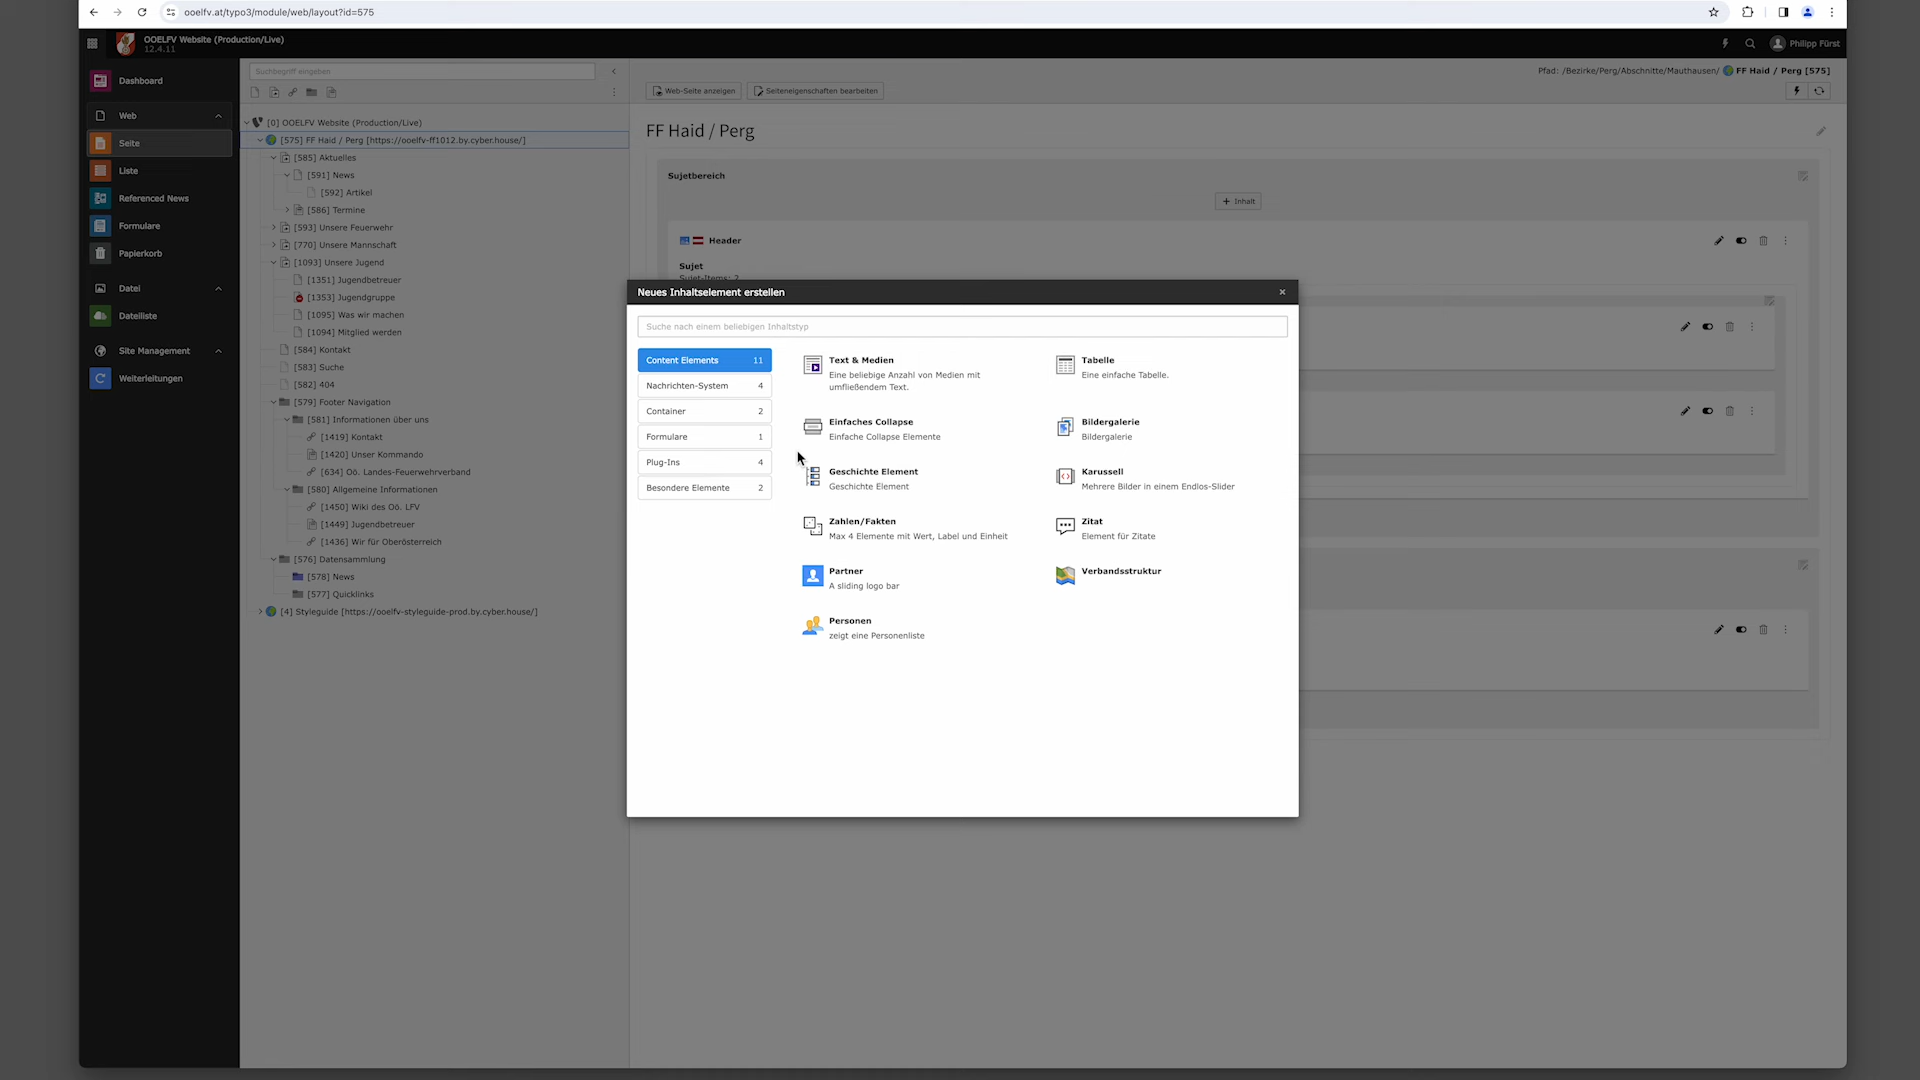 ooelfv.at/typo3/module/web/layout?id=575
OOELFV Website (Production/Live)
12.4.11
Philipp Fürst
Dashboard
Web
Seite
Liste
Referenced News
Formulare
Papierkorb
Datei
Dateiliste
Site Management
Weiterleitungen
Suchbegriff eingeben
[0] OOELFV Website (Production/Live)
[575] FF Haid / Perg [https://ooelfv-ff1012.by.cyber.house/]
[585] Aktuelles
[591] News
[592] Artikel
[586] Termine
[593] Unsere Feuerwehr
[770] Unsere Mannschaft
[1093] Unsere Jugend
[1351] Jugendbetreuer
[1353] Jugendgruppe
[1095] Was wir machen
[1094] Mitglied werden
[584] Kontakt
[583] Suche
[582] 404
[579] Footer Navigation
[581] Informationen über uns
[1419] Kontakt
[1420] Unser Kommando
[634] Oö. Landes-Feuerwehrverband
[580] Allgemeine Informationen
[1450] Wiki des Oö. LFV
[1449] Jugendbetreuer
[1436] Wir für Oberösterreich
[576] Datensammlung
[578] News
[577] Quicklinks
[4] Styleguide [https://ooelfv-styleguide-prod.by.cyber.house/]
Pfad: /Bezirke/Perg/Abschnitte/Mauthausen/ FF Haid / Perg [575]
Web-Seite anzeigen
Seiteneigenschaften bearbeiten
FF Haid / Perg
Sujetbereich
+ Inhalt
Header
Sujet
Sujet-Items: 2
Neues Inhaltselement erstellen
×
Suche nach einem beliebigen Inhaltstyp
Content Elements 11
Nachrichten-System 4
Container 2
Formulare 1
Plug-Ins 4
Besondere Elemente 2
Text & Medien
Eine beliebige Anzahl von Medien mit
umfließendem Text.
Tabelle
Eine einfache Tabelle.
Einfaches Collapse
Einfache Collapse Elemente
Bildergalerie
Bildergalerie
Geschichte Element
Geschichte Element
Karussell
Mehrere Bilder in einem Endlos-Slider
Zahlen/Fakten
Max 4 Elemente mit Wert, Label und Einheit
Zitat
Element für Zitate
Partner
A sliding logo bar
Verbandsstruktur
Personen
zeigt eine Personenliste